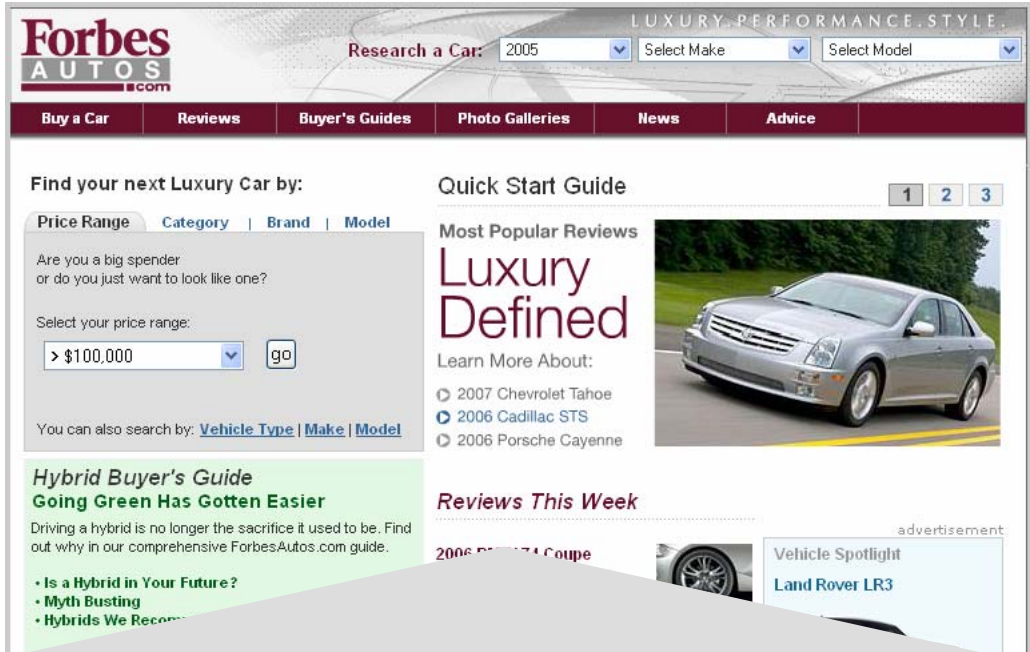 Forbes
AUTOS
.com
LUXURY.PERFORMANCE.STYLE.
Research a Car: 2005 Select Make Select Model
Buy a Car Reviews Buyer's Guides Photo Galleries News Advice
Find your next Luxury Car by:
Price Range Category | Brand | Model
Are you a big spender
or do you just want to look like one?
Select your price range:
> $100,000 go
You can also search by: Vehicle Type | Make | Model
Hybrid Buyer's Guide
Going Green Has Gotten Easier
Driving a hybrid is no longer the sacrifice it used to be. Find
out why in our comprehensive ForbesAutos.com guide.
• Is a Hybrid in Your Future?
• Myth Busting
• Hybrids We
Quick Start Guide
1 2 3
Most Popular Reviews
Luxury
Defined
Learn More About:
2007 Chevrolet Tahoe
2006 Cadillac STS
2006 Porsche Cayenne
Reviews This Week
2006 Coupe
advertisement
Vehicle Spotlight
Land Rover LR3